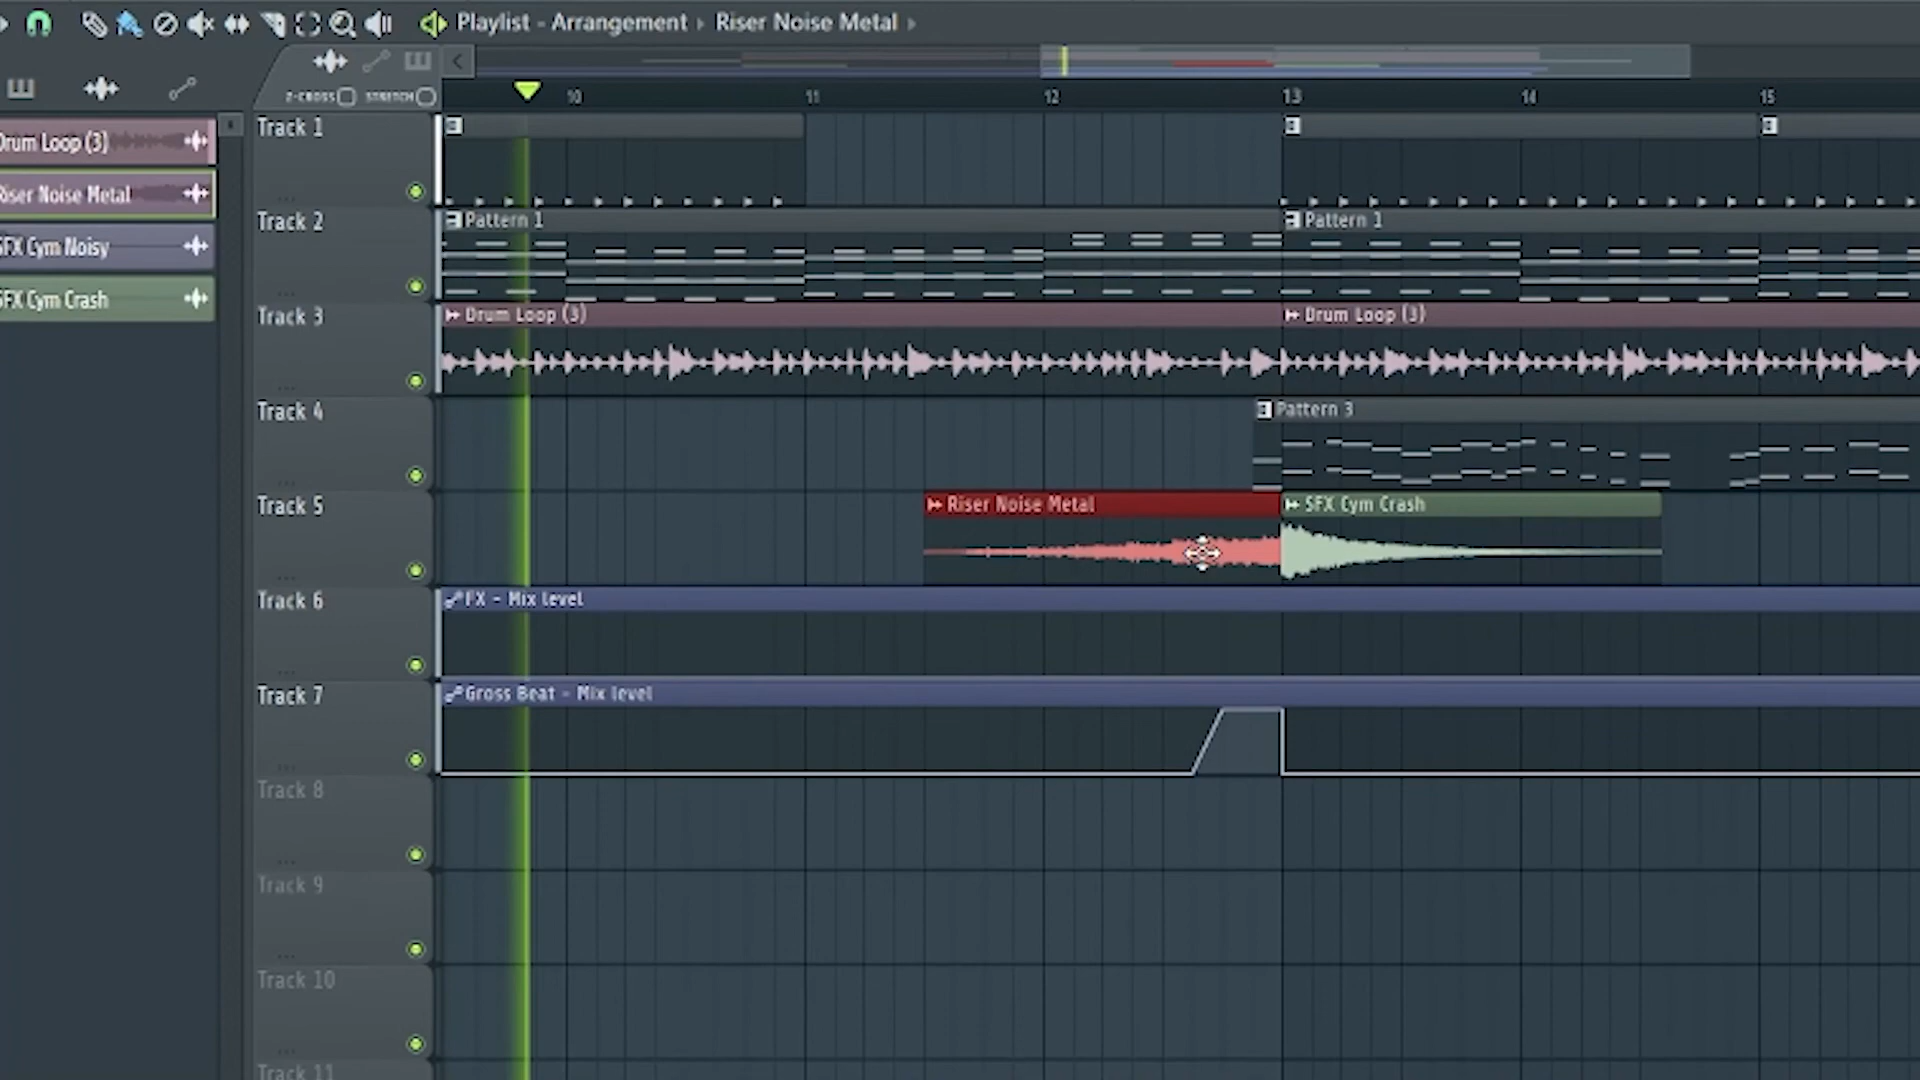 Playlist - Arrangement › Riser Noise Metal ›
Z-CROSS STRETCH
10 11 12 13 14 15
Drum Loop (3)
Riser Noise Metal
SFX Cym Noisy
SFX Cym Crash
Track 1
Track 2
Pattern 1 Pattern 1
Track 3
Drum Loop (3) Drum Loop (3)
Track 4
Pattern 3
Track 5
Riser Noise Metal SFX Cym Crash
Track 6
FX - Mix level
Track 7
Gross Beat - Mix level
Track 8
Track 9
Track 10
Track 11